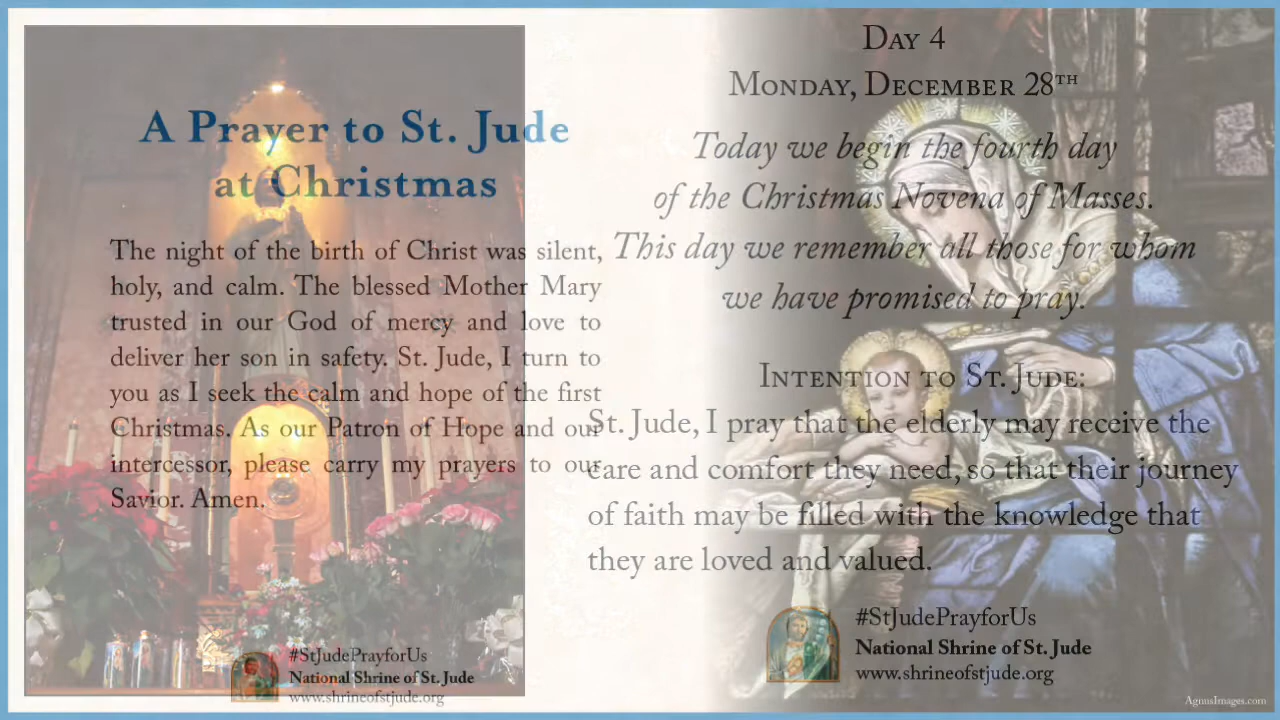 A Prayer to St. Jude
at Christmas
The night of the birth of Christ was silent,
holy, and calm. The blessed Mother Mary
trusted in our God of mercy and love to
deliver her son in safety. St. Jude, I turn to
you as I seek the calm and hope of the first
Christmas. As our Patron of Hope and our
intercessor, please carry my prayers to our
Savior. Amen.
#StJudePrayforUs
National Shrine of St. Jude
www.shrineofstjude.org
Day 4
Monday, December 28TH
Today we begin the fourth day
of the Christmas Novena of Masses.
This day we remember all those for whom
we have promised to pray.
Intention to St. Jude:
St. Jude, I pray that the elderly may receive the
care and comfort they need, so that their journey
of faith may be filled with the knowledge that
they are loved and valued.
#StJudePrayforUs
National Shrine of St. Jude
www.shrineofstjude.org
AgnusImages.com